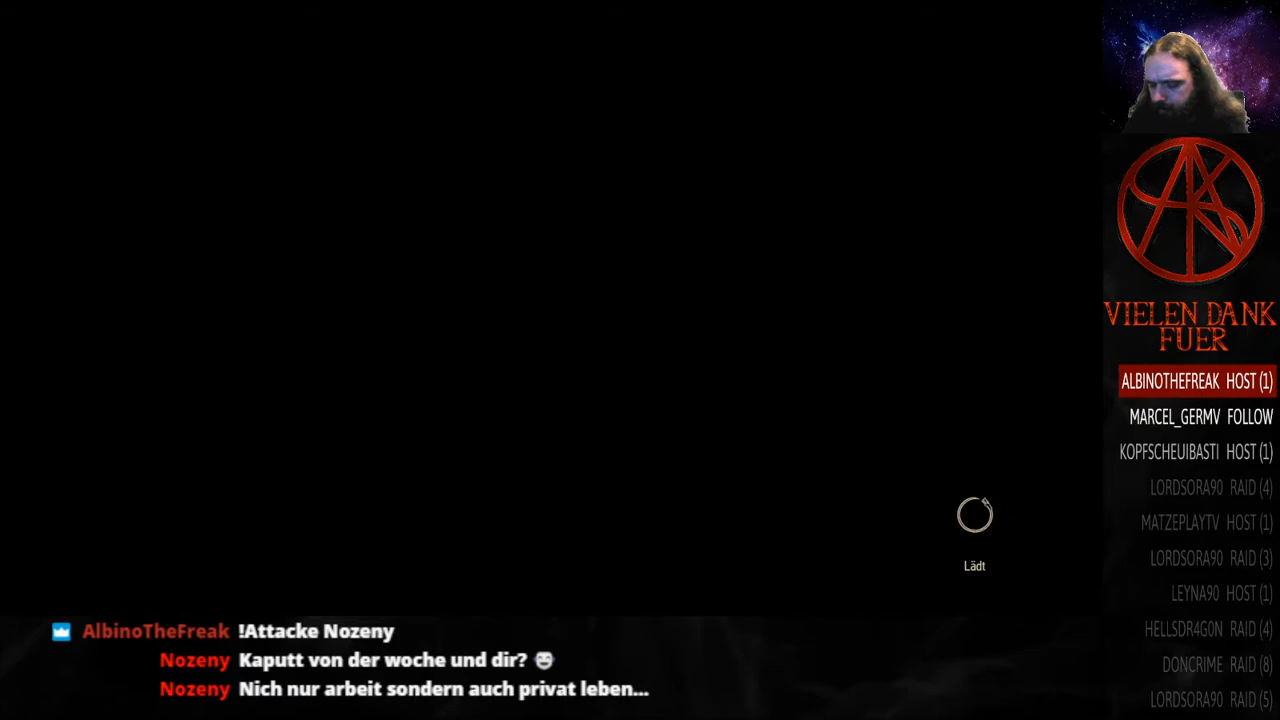 VIELEN DANK
FUER
ALBINOTHEFREAK HOST (1)
MARCEL_GERMV FOLLOW
KOPFSCHEUIBASTI HOST (1)
LORDSORA90 RAID (4)
MATZEPLAYTV HOST (1)
LORDSORA90 RAID (3)
LEYNA90 HOST (1)
HELLSDR4G0N RAID (4)
DONCRIME RAID (8)
LORDSORA90 RAID (5)
Lädt
AlbinoTheFreak !Attacke Nozeny
Nozeny Kaputt von der woche und dir?
Nozeny Nich nur arbeit sondern auch privat leben...